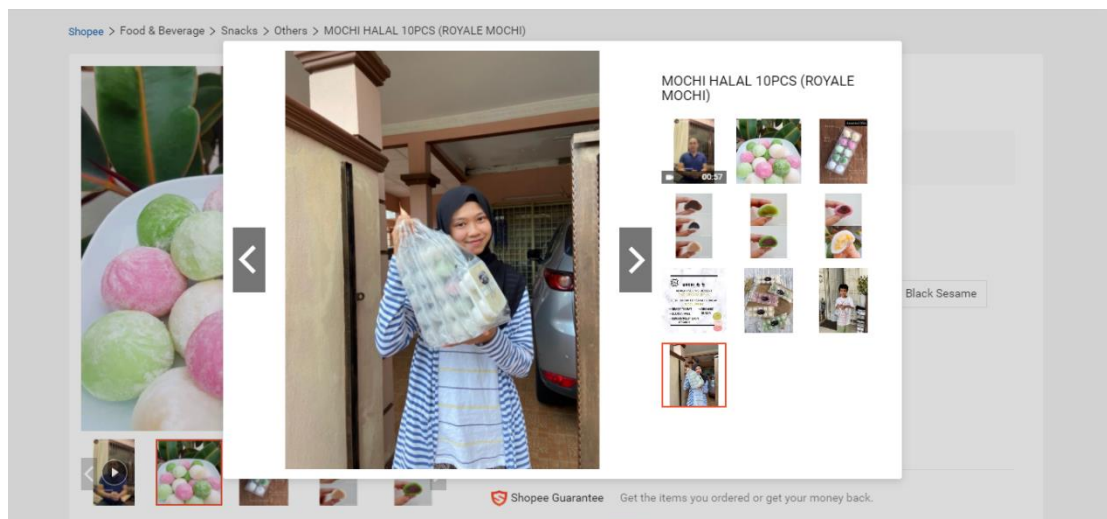 Shopee > Food & Beverage > Snacks > Others > MOCHI HALAL 10PCS (ROYALE MOCHI)
MOCHI HALAL 10PCS (ROYALE
MOCHI)
00:57
Black Sesame
Shopee Guarantee Get the items you ordered or get your money back.